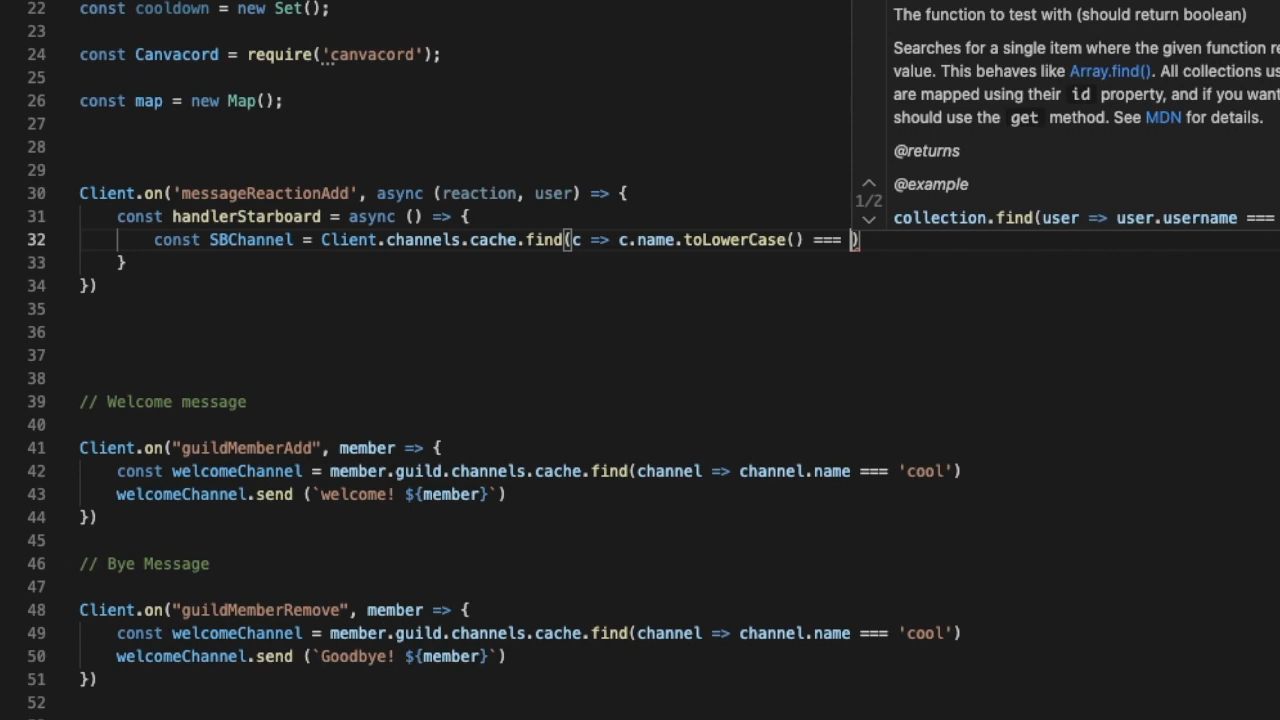 22 const cooldown = new Set();
23
24 const Canvacord = require('canvacord');
25
26 const map = new Map();
27
28
29
30 Client.on('messageReactionAdd', async (reaction, user) => {
31 const handlerStarboard = async () => {
32 const SBChannel = Client.channels.cache.find(c => c.name.toLowerCase() === )
33 }
34 })
35
36
37
38
39 // Welcome message
40
41 Client.on("guildMemberAdd", member => {
42 const welcomeChannel = member.guild.channels.cache.find(channel => channel.name === 'cool')
43 welcomeChannel.send (`welcome! ${member}`)
44 })
45
46 // Bye Message
47
48 Client.on("guildMemberRemove", member => {
49 const welcomeChannel = member.guild.channels.cache.find(channel => channel.name === 'cool')
50 welcomeChannel.send (`Goodbye! ${member}`)
51 })
52
The function to test with (should return boolean)
Searches for a single item where the given function re
value. This behaves like Array.find(). All collections us
are mapped using their id property, and if you want
should use the get method. See MDN for details.
@returns
@example
1/2
collection.find(user => user.username ===